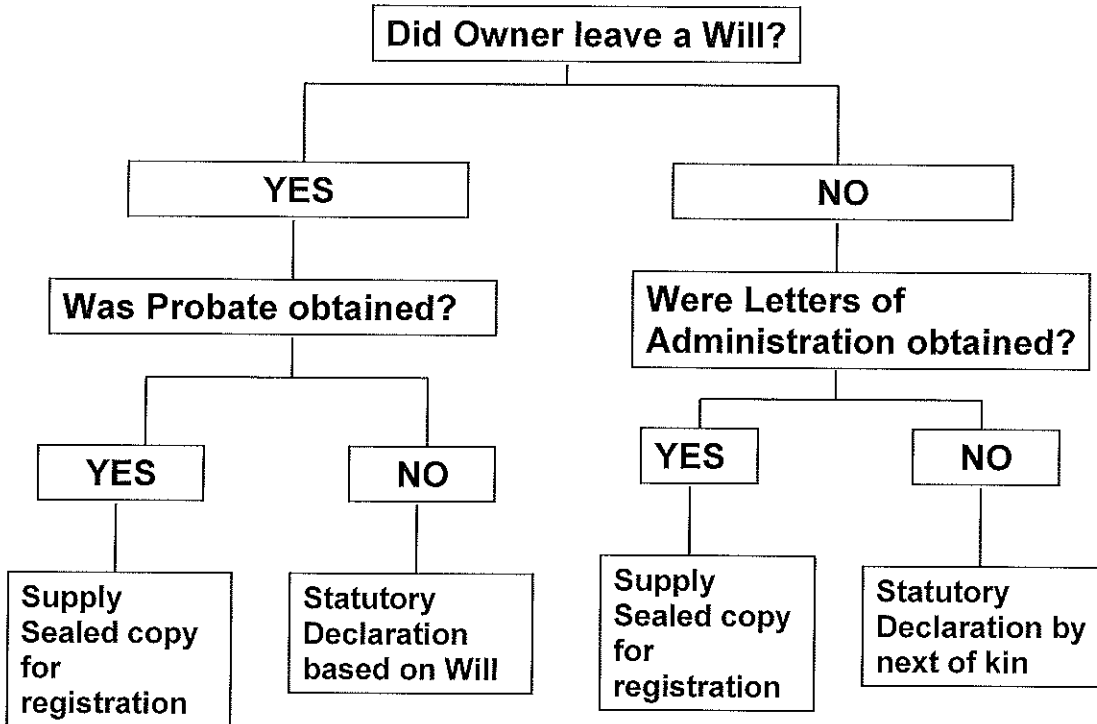 Did Owner leave a Will?
YES
NO
Was Probate obtained?
Were Letters of
Administration obtained?
YES
NO
YES
NO
Supply
Sealed copy
for
registration
Statutory
Declaration
based on Will
Supply
Sealed copy
for
registration
Statutory
Declaration by
next of kin